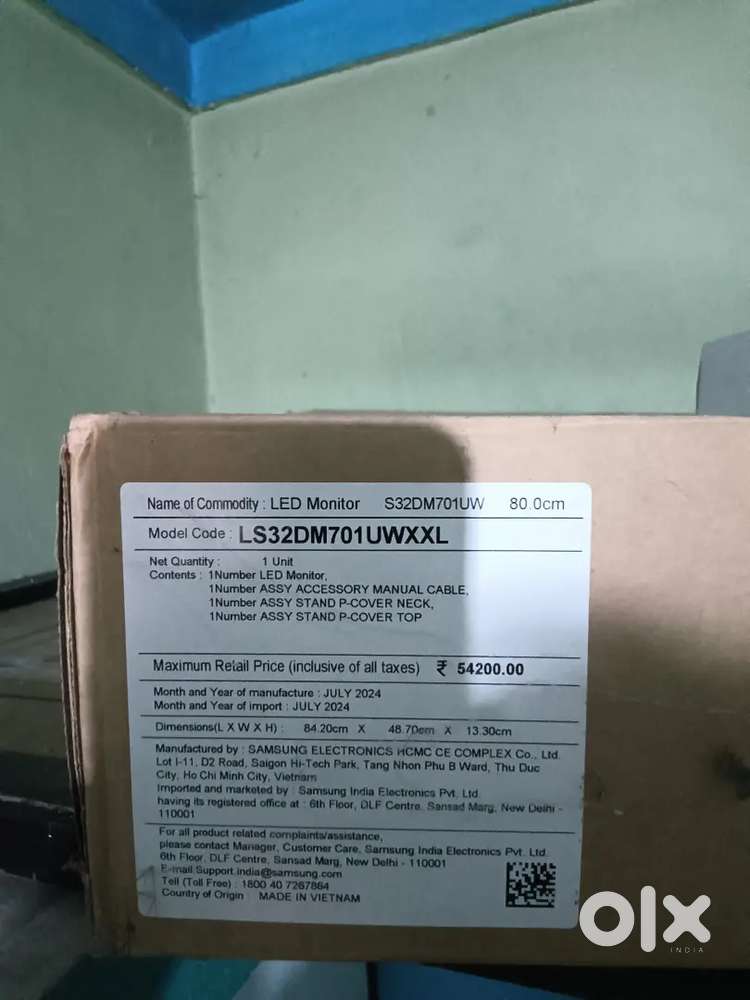 Name of Commodity : LED Monitor S32DM701UW 80.0cm
Model Code : LS32DM701UWXXL
Net Quantity : 1 Unit
Contents : 1Number LED Monitor,
1Number ASSY ACCESSORY MANUAL CABLE,
1Number ASSY STAND P-COVER NECK,
1Number ASSY STAND P-COVER TOP
Maximum Retail Price (inclusive of all taxes) ₹ 54200.00
Month and Year of manufacture : JULY 2024
Month and Year of import : JULY 2024
Dimensions(L X W X H) : 84.20cm X 48.70cm X 13.30cm
Manufactured by : SAMSUNG ELECTRONICS HCMC CE COMPLEX Co., Ltd.
Lot I-11, D2 Road, Saigon Hi-Tech Park, Tang Nhon Phu B Ward, Thu Duc
City, Ho Chi Minh City, Vietnam
Imported and marketed by : Samsung India Electronics Pvt. Ltd.
having its registered office at : 6th Floor, DLF Centre, Sansad Marg, New Delhi -
110001
For all product related complaints/assistance,
please contact Manager, Customer Care, Samsung India Electronics Pvt. Ltd.
6th Floor, DLF Centre, Sansad Marg, New Delhi - 110001
E-mail Support.india@samsung.com
Tell (Toll Free) : 1800 40 7267864
Country of Origin : MADE IN VIETNAM
olx
INDIA